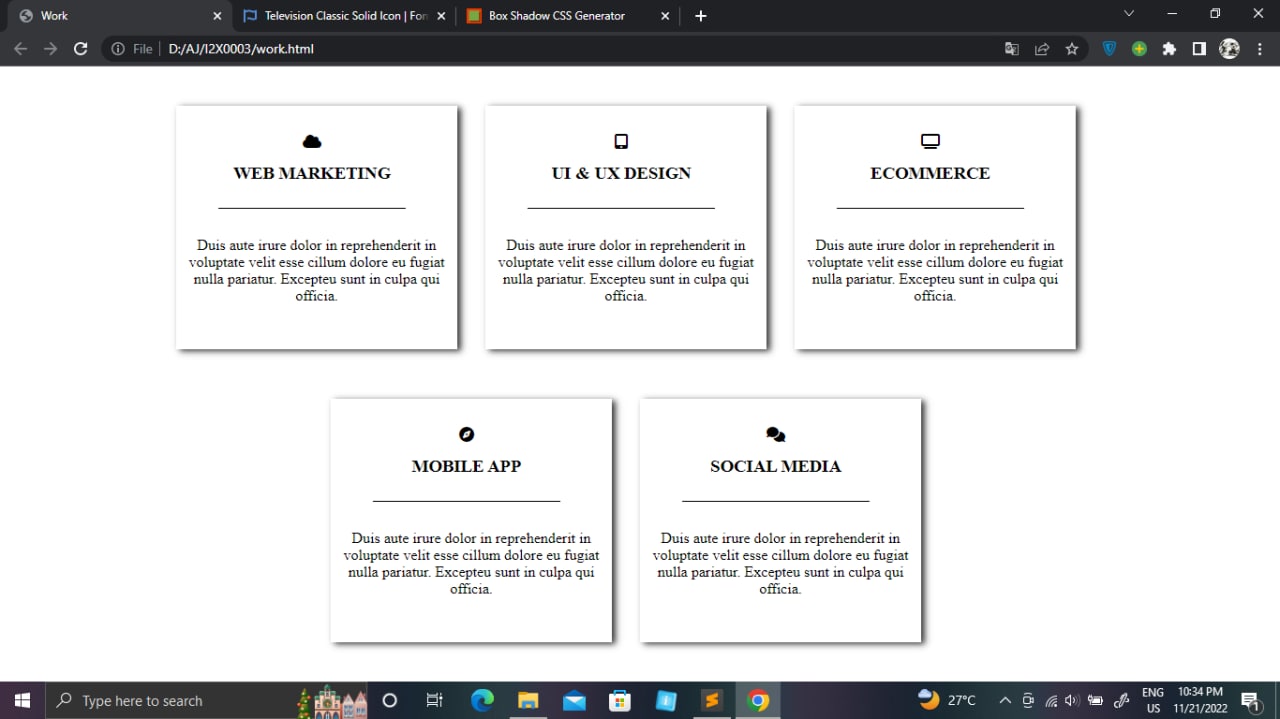 Work
Television Classic Solid Icon | Fon
Box Shadow CSS Generator
File
D:/AJ/I2X0003/work.html
WEB MARKETING
Duis aute irure dolor in reprehenderit in
voluptate velit esse cillum dolore eu fugiat
nulla pariatur. Excepteu sunt in culpa qui
officia.
UI & UX DESIGN
Duis aute irure dolor in reprehenderit in
voluptate velit esse cillum dolore eu fugiat
nulla pariatur. Excepteu sunt in culpa qui
officia.
ECOMMERCE
Duis aute irure dolor in reprehenderit in
voluptate velit esse cillum dolore eu fugiat
nulla pariatur. Excepteu sunt in culpa qui
officia.
MOBILE APP
Duis aute irure dolor in reprehenderit in
voluptate velit esse cillum dolore eu fugiat
nulla pariatur. Excepteu sunt in culpa qui
officia.
SOCIAL MEDIA
Duis aute irure dolor in reprehenderit in
voluptate velit esse cillum dolore eu fugiat
nulla pariatur. Excepteu sunt in culpa qui
officia.
Type here to search
27°C
ENG
US
10:34 PM
11/21/2022
1